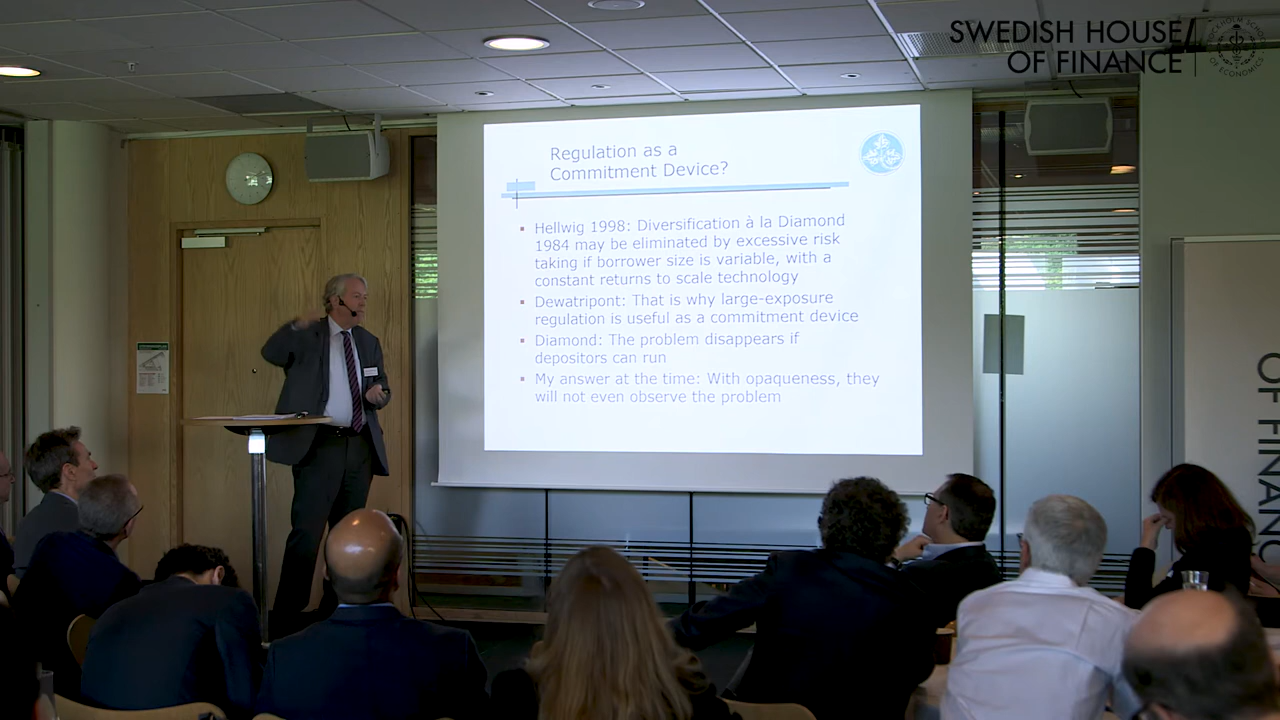 SWEDISH HOUSE
OF FINANCE
Regulation as a
Commitment Device?
Hellwig 1998: Diversification à la Diamond
1984 may be eliminated by excessive risk
taking if borrower size is variable, with a
constant returns to scale technology
Dewatripont: That is why large-exposure
regulation is useful as a commitment device
Diamond: The problem disappears if
depositors can run
My answer at the time: With opaqueness, they
will not even observe the problem
OF FINANC